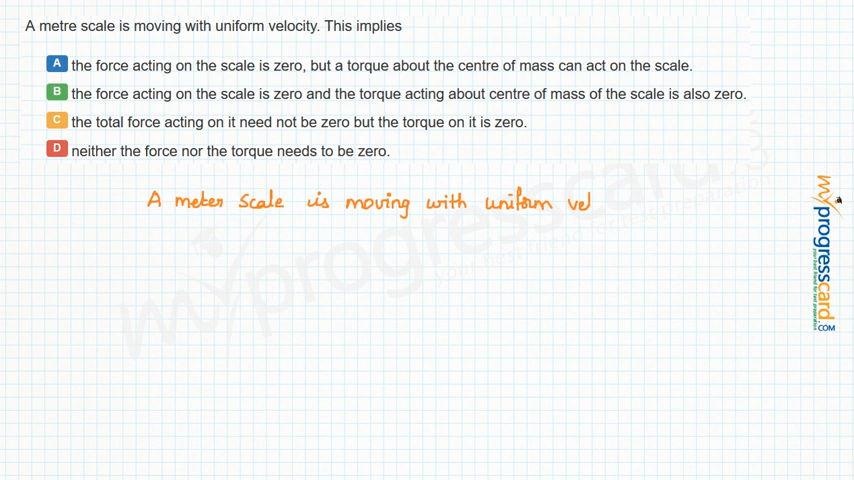 A metre scale is moving with uniform velocity. This implies
A the force acting on the scale is zero, but a torque about the centre of mass can act on the scale.
B the force acting on the scale is zero and the torque acting about centre of mass of the scale is also zero.
C the total force acting on it need not be zero but the torque on it is zero.
D neither the force nor the torque needs to be zero.
A meter scale is moving with uniform vel
myprogresscard.COM